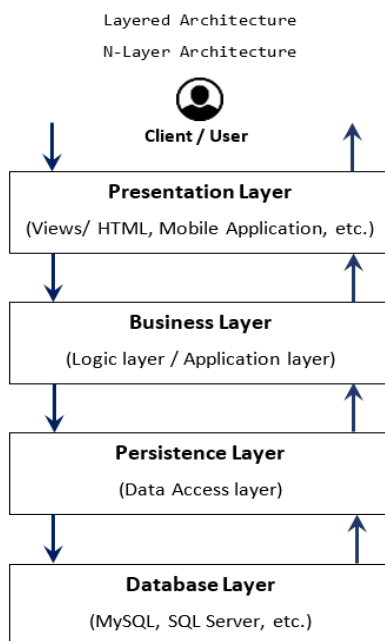 Layered Architecture
N-Layer Architecture
Client / User
Presentation Layer
(Views/ HTML, Mobile Application, etc.)
Business Layer
(Logic layer / Application layer)
Persistence Layer
(Data Access layer)
Database Layer
(MySQL, SQL Server, etc.)